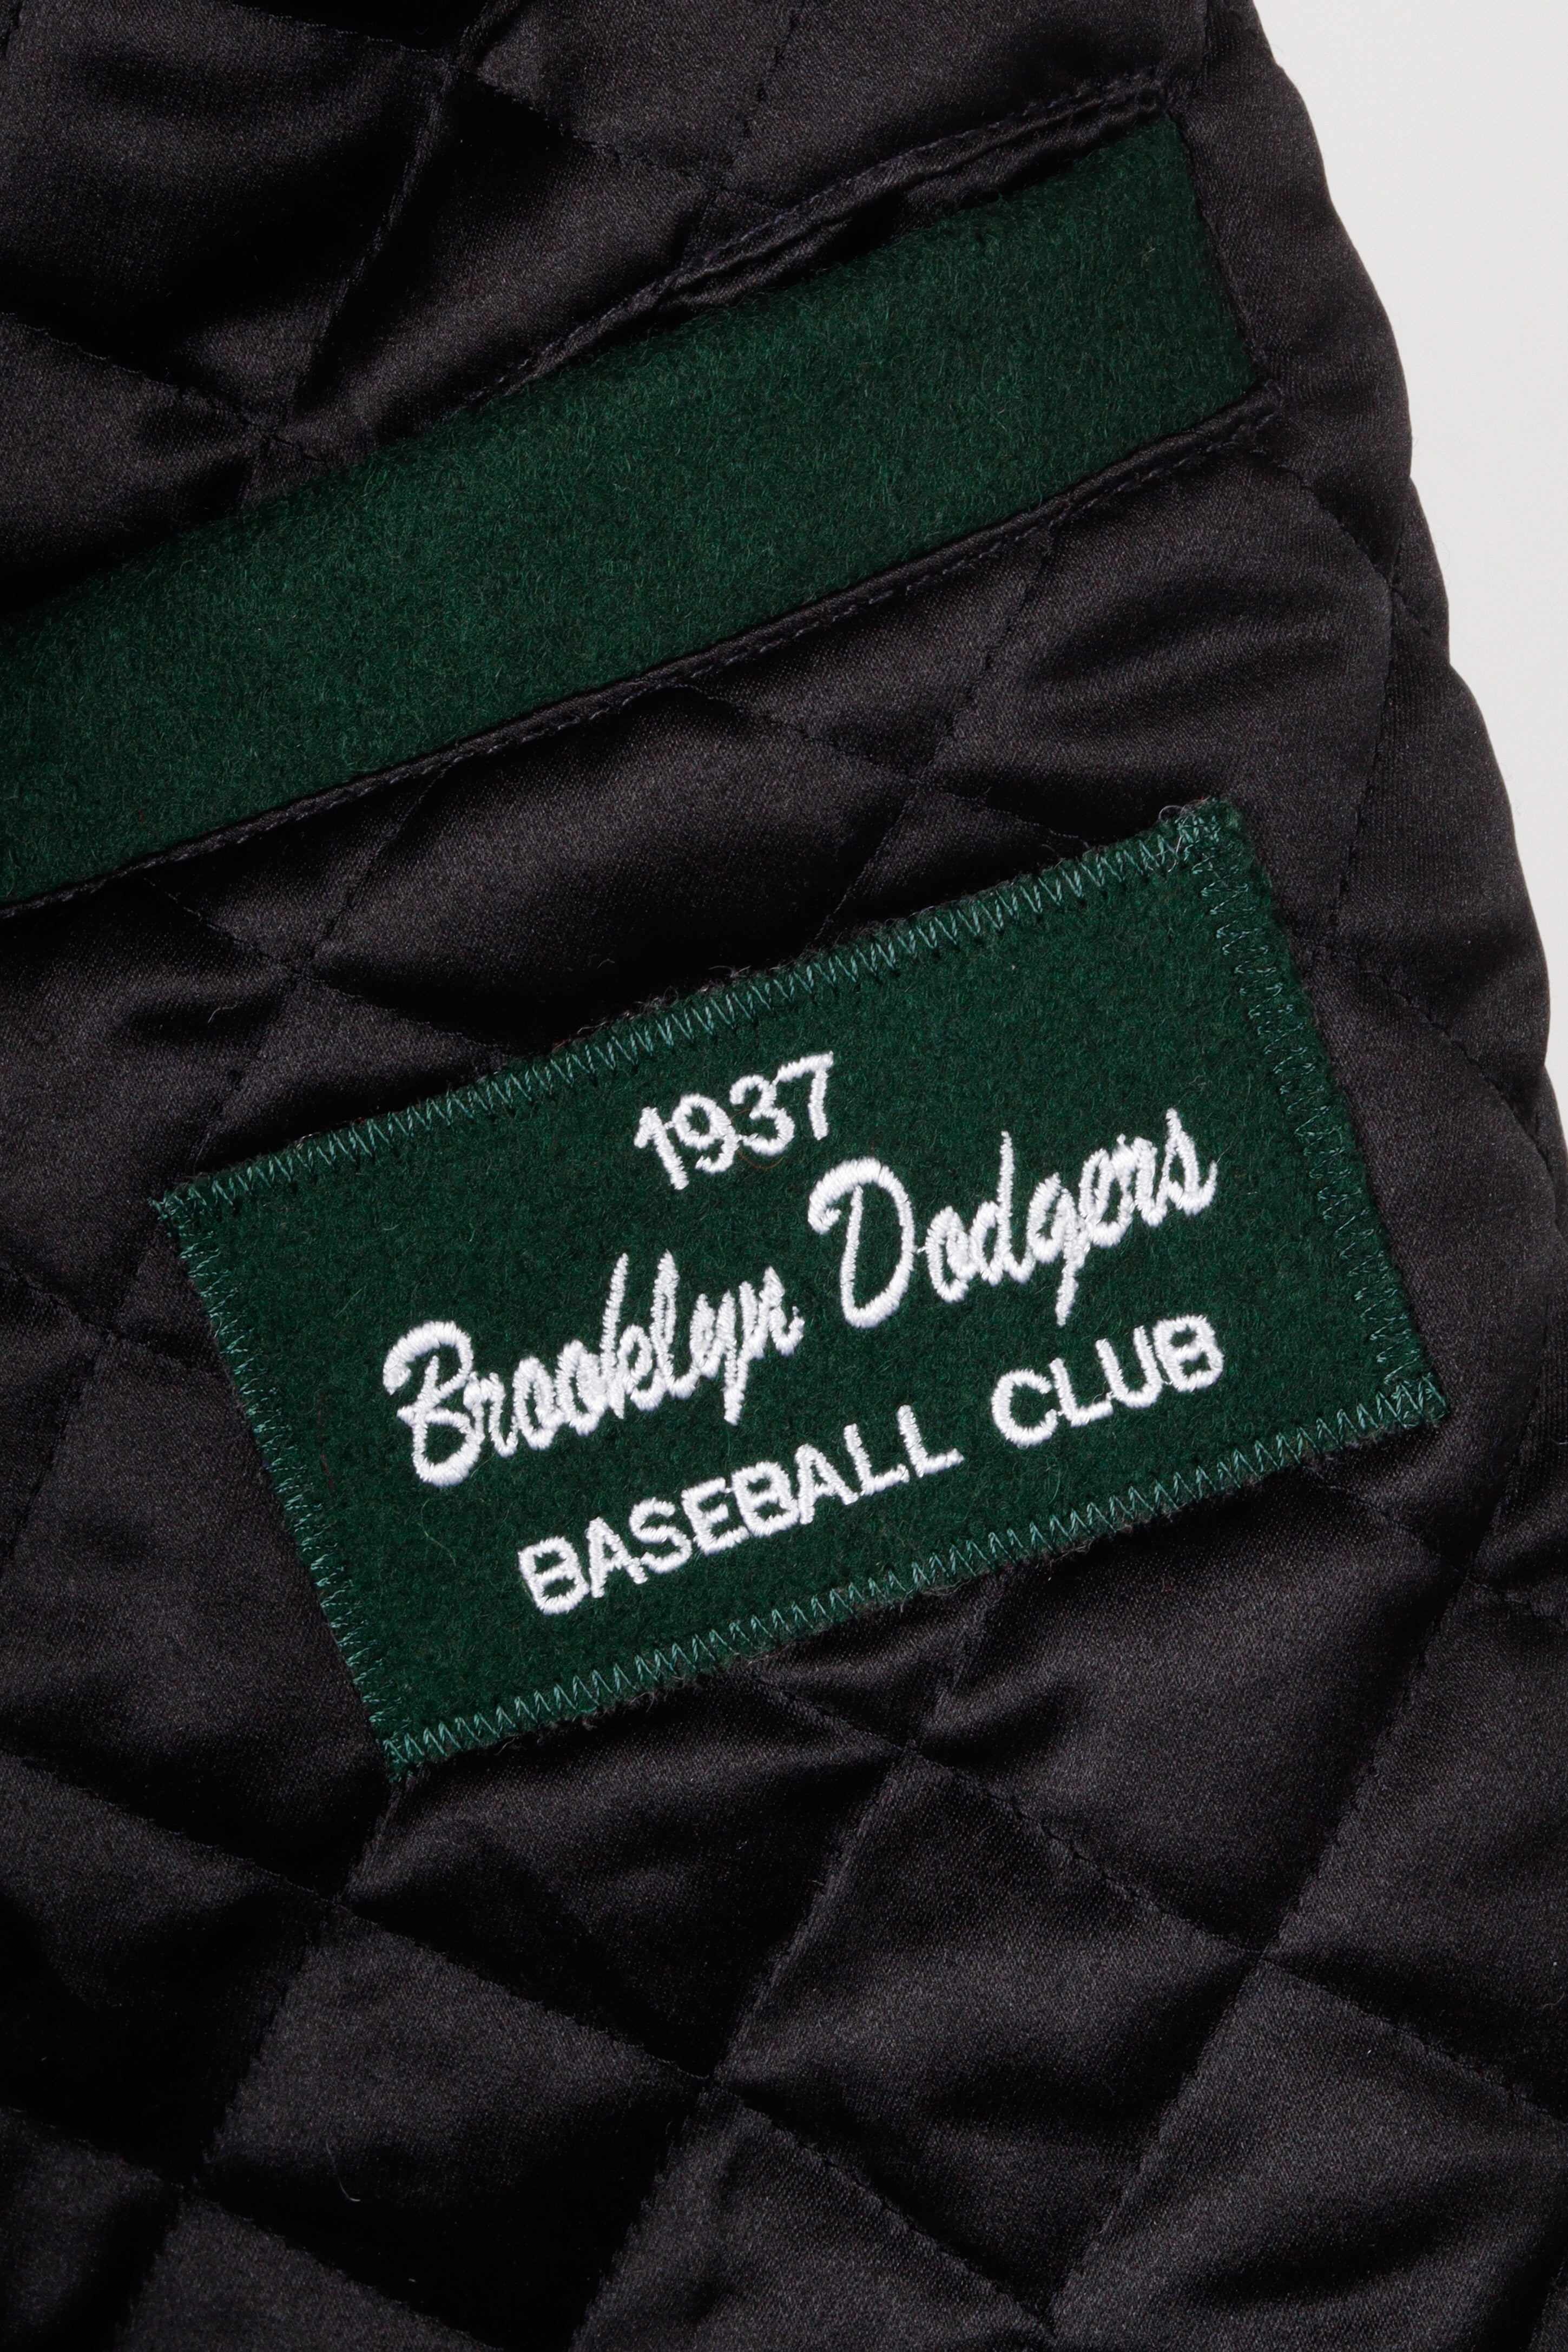 1937
Brooklyn Dodgers
BASEBALL CLUB